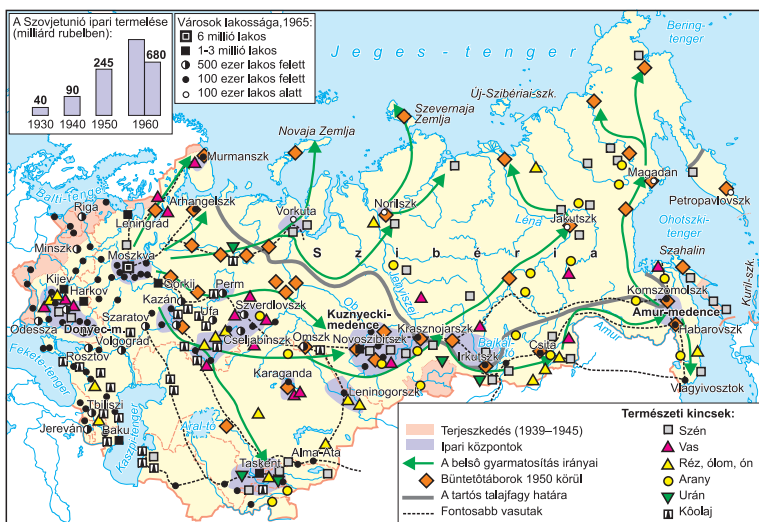 A Szovjetunió ipari termelése
(milliárd rubelben):
40
90
245
680
1930
1940
1950
1960
Városok lakossága, 1965:
6 millió lakos
1-3 millió lakos
500 ezer lakos felett
100 ezer lakos felett
100 ezer lakos alatt
Jeges-tenger
Bering-
tenger
Új-Szibériai-szk.
Szevernaja
Zemlja
Novaja Zemlja
Murmanszk
Balti-tenger
Riga
Leningrád
Arhangelszk
Vorkuta
Norilszk
Magadán
Petropavlovszk
Minszk
Moszkva
Szibéria
Léna
Jakutszk
Ohotszki-
tenger
Kijev
Harkov
Gorkij
Kazány
Perm
Ob
Jenyiszej
Szahalin
Kuril-szk.
Szaratov
Ufa
Szverdlovszk
Kuznyecki-
medence
Krasznojarszk
Komszomolszk
Amur-medence
Odessza
Donyec-m.
Volgográd
Cseljabinszk
Omszk
Novoszibirszk
Irkutszk
Bajkál-
tó
Csita
Amur
Habarovszk
Fekete-tenger
Rosztov
Karaganda
Leninogorszk
Vlagyivosztok
Tbiliszi
Jereván
Baku
Kaszpi-tenger
Aral-tó
Alma-Ata
Taskent
Terjeszkedés (1939–1945)
Ipari központok
A belső gyarmatosítás irányai
Büntetőtáborok 1950 körül
A tartós talajfagy határa
Fontosabb vasutak
Természeti kincsek:
Szén
Vas
Réz, ólom, ón
Arany
Urán
Kőolaj